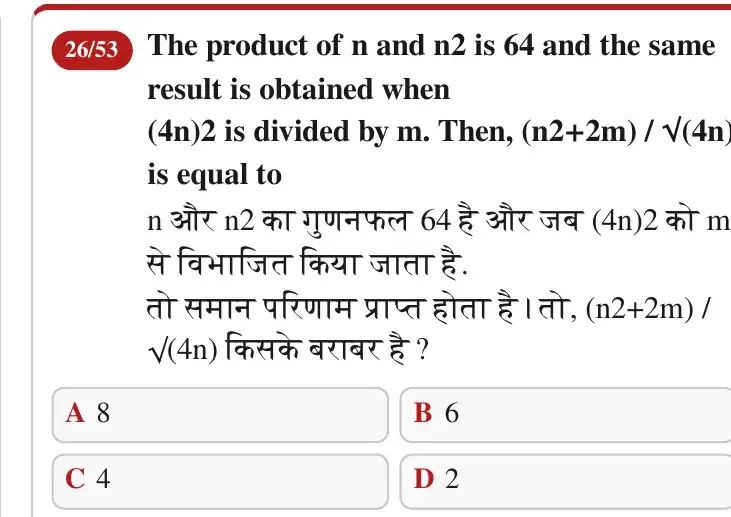 26/53 The product of n and n2 is 64 and the same
result is obtained when
(4n)2 is divided by m. Then, (n2+2m) / √(4n)
is equal to
n और n2 का गुणनफल 64 है और जब (4n)2 को m
से विभाजित किया जाता है.
तो समान परिणाम प्राप्त होता है। तो, (n2+2m) /
√(4n) किसके बराबर है ?
A 8
B 6
C 4
D 2